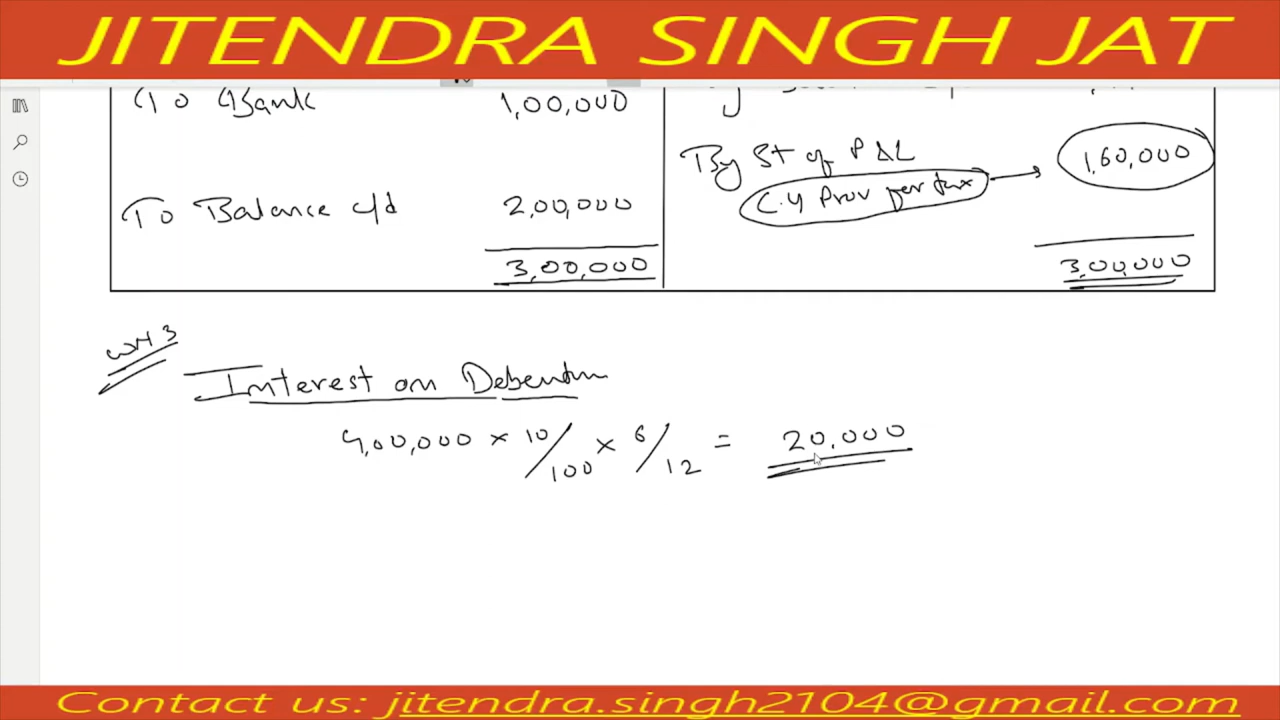 JITENDRA SINGH JAT
To Bank 1,00,000
By St of P & L 1,60,000
C.Y Prov per tax
To Balance c/d 2,00,000
3,00,000 3,00,000
WN 3
Interest on Debenture
4,00,000 × 10/100 × 6/12 = 20,000
Contact us: jitendra.singh2104@gmail.com